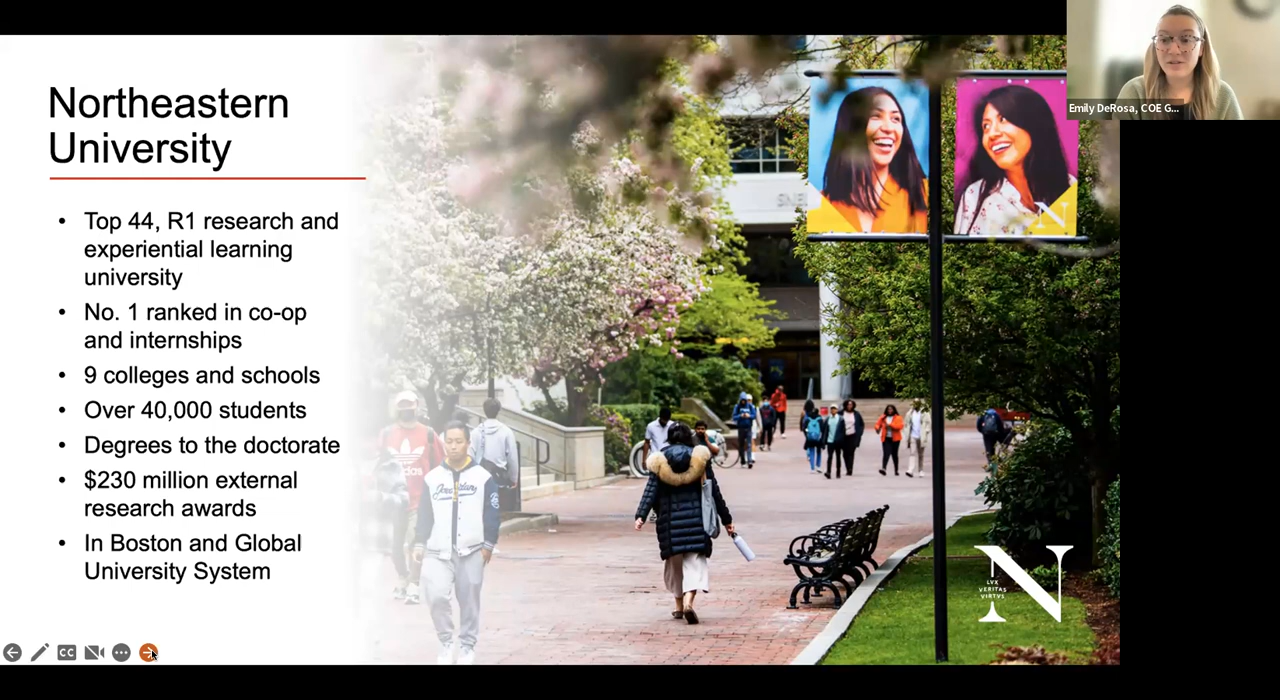 Northeastern
University
• Top 44, R1 research and
experiential learning
university
• No. 1 ranked in co-op
and internships
• 9 colleges and schools
• Over 40,000 students
• Degrees to the doctorate
• $230 million external
research awards
• In Boston and Global
University System
Emily DeRosa, COE G...
N
N
LVX
VERITAS
VIRTVS
CC